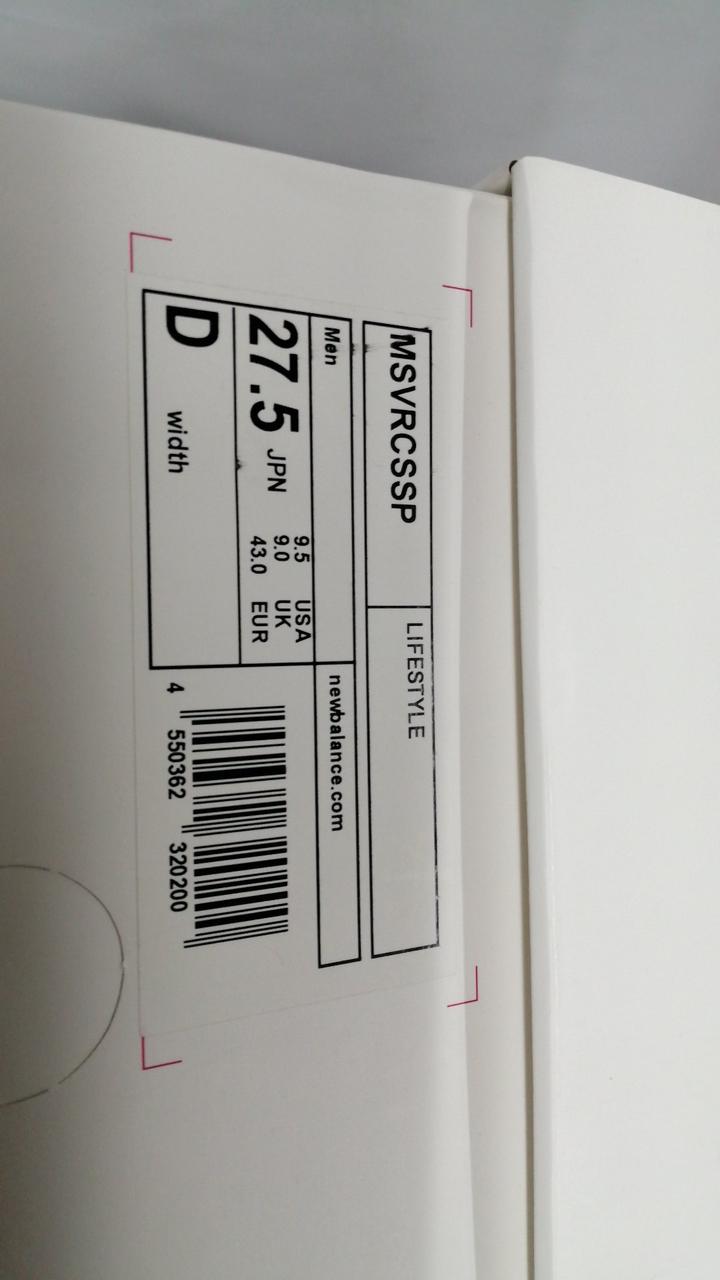 MSVRCSSP
LIFESTYLE
Men
newbalance.com
27.5 JPN
9.5 USA
9.0 UK
43.0 EUR
D width
4 550362 320200